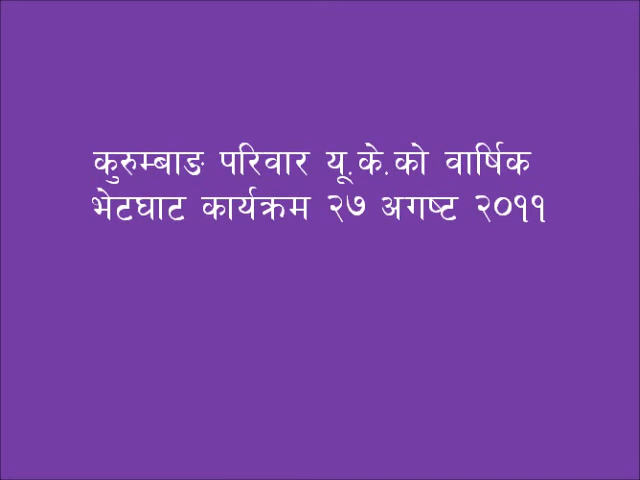 कुरुम्बाङ परिवार यू.के.को वार्षिक
भेटघाट कार्यक्रम २७ अगष्ट २०११